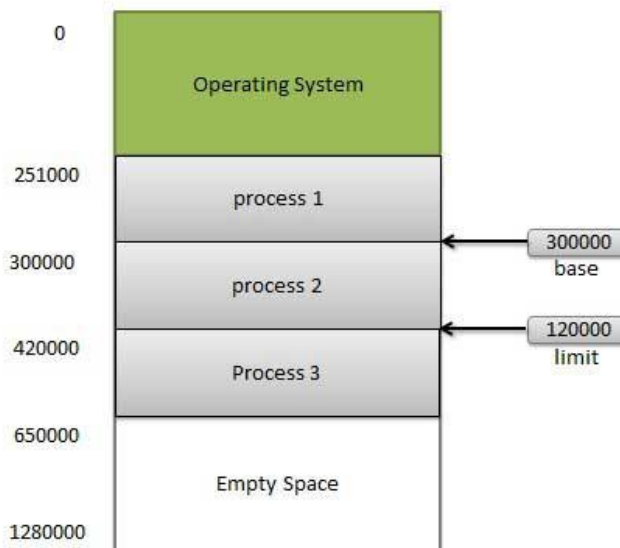 0
Operating System
251000
process 1
300000
base
300000
process 2
120000
limit
420000
Process 3
650000
Empty Space
1280000